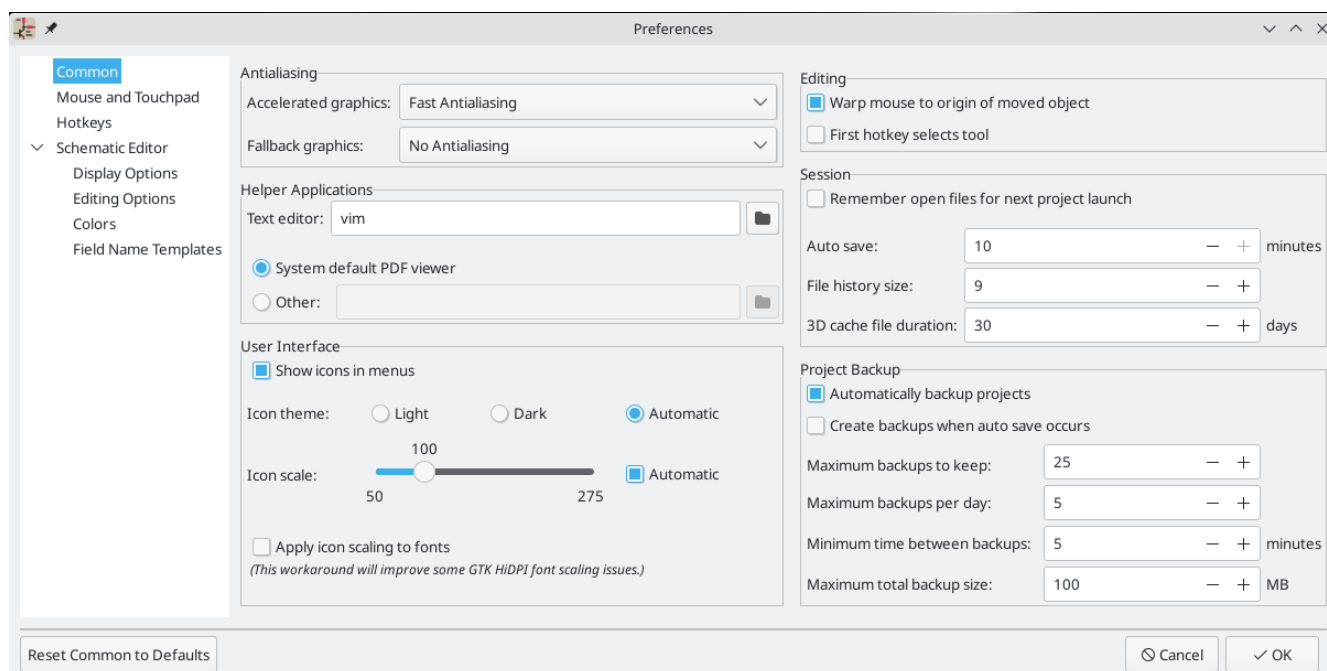 Preferences
Common
Mouse and Touchpad
Hotkeys
Schematic Editor
Display Options
Editing Options
Colors
Field Name Templates
Antialiasing
Accelerated graphics: Fast Antialiasing
Fallback graphics: No Antialiasing
Helper Applications
Text editor: vim
System default PDF viewer
Other:
User Interface
Show icons in menus
Icon theme: Light Dark Automatic
100
Icon scale: Automatic
50 275
Apply icon scaling to fonts
(This workaround will improve some GTK HiDPI font scaling issues.)
Editing
Warp mouse to origin of moved object
First hotkey selects tool
Session
Remember open files for next project launch
Auto save: 10 minutes
File history size: 9
3D cache file duration: 30 days
Project Backup
Automatically backup projects
Create backups when auto save occurs
Maximum backups to keep: 25
Maximum backups per day: 5
Minimum time between backups: 5 minutes
Maximum total backup size: 100 MB
Reset Common to Defaults Cancel OK